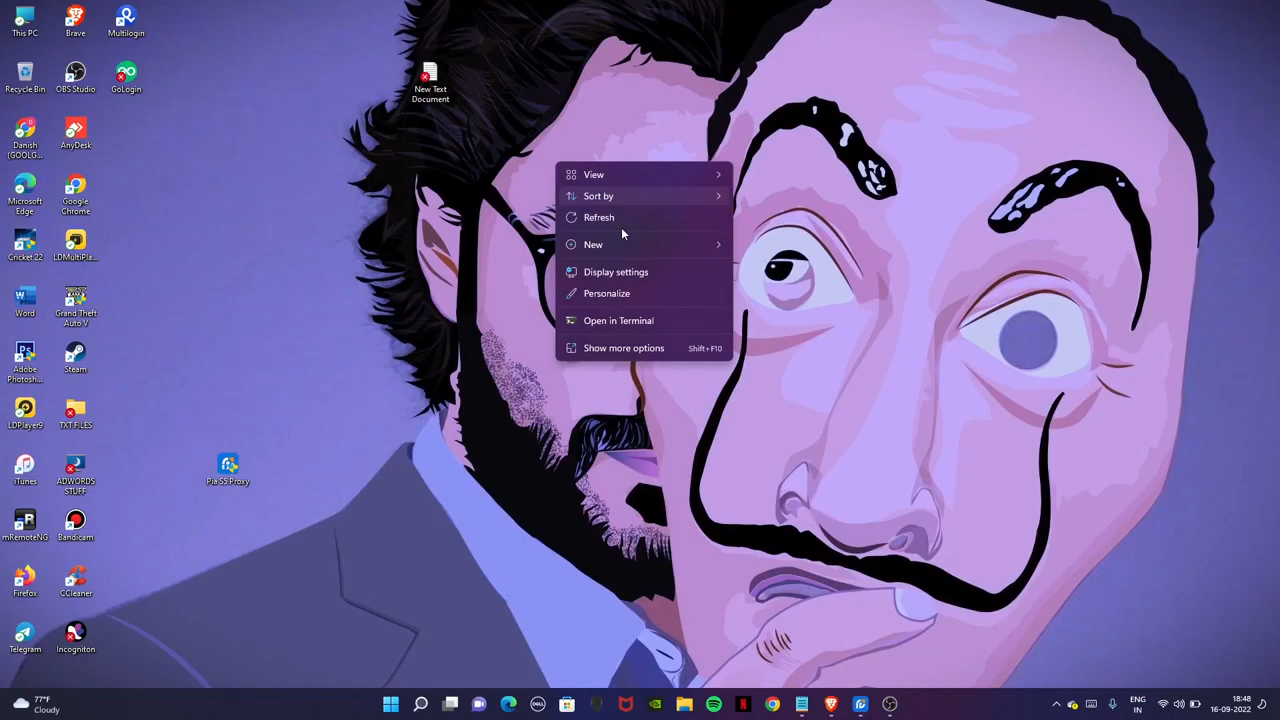 This PC
Brave
Multilogin
Recycle Bin
OBS Studio
GoLogin
New Text
Document
Danish
(GOOLG...
AnyDesk
Microsoft
Edge
Google
Chrome
Cricket 22
LDMultiPla...
Word
Grand Theft
Auto V
Adobe
Photosh...
Steam
LDPlayer9
TXT FILES
iTunes
ADWORDS
STUFF
Pia S5 Proxy
mRemoteNG
Bandicam
Firefox
CCleaner
Telegram
Incogniton
View
Sort by
Refresh
New
Display settings
Personalize
Open in Terminal
Show more options Shift+F10
77°F
Cloudy
ENG
IN
18:48
16-09-2022